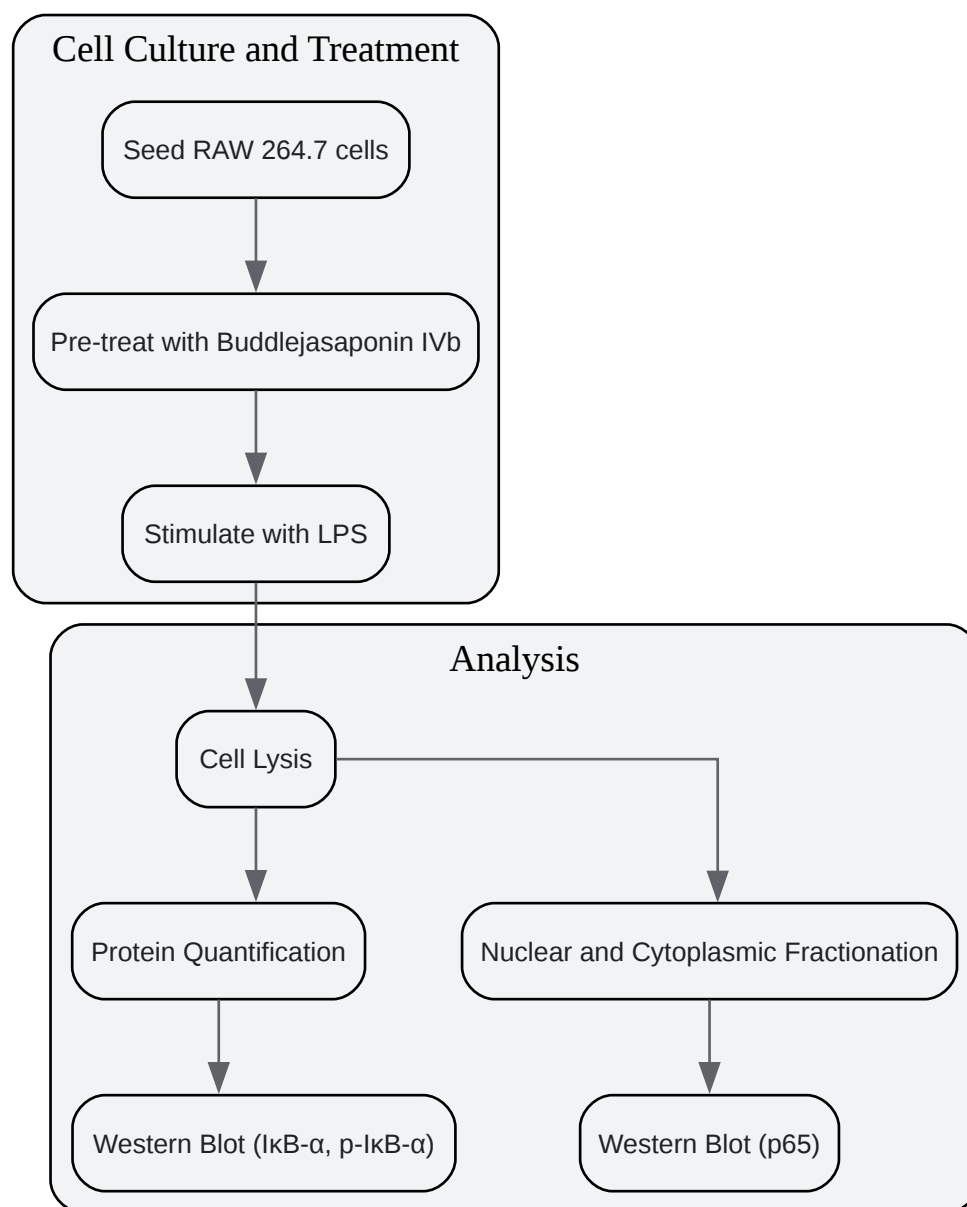 Cell Culture and Treatment
Seed RAW 264.7 cells
Pre-treat with Buddlejasaponin IVb
Stimulate with LPS
Analysis
Cell Lysis
Protein Quantification
Nuclear and Cytoplasmic Fractionation
Western Blot (IκB-α, p-IκB-α)
Western Blot (p65)